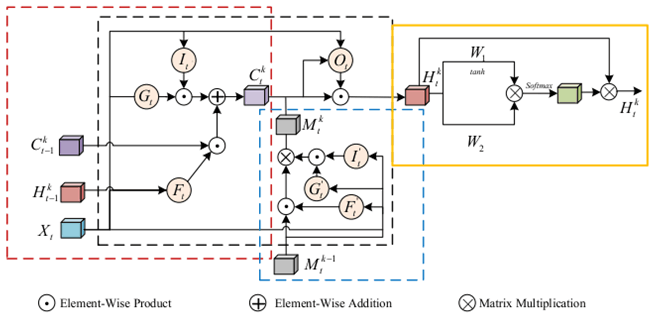 I_t
O_t
C_t^k
W_1
tanh
Softmax
H_t^k
G_t
H_t^k
M_t^k
W_2
C_{t-1}^k
I_t'
H_{t-1}^k
F_t
G_t'
F_t'
X_t
M_t^{k-1}
Element-Wise Product
Element-Wise Addition
Matrix Multiplication